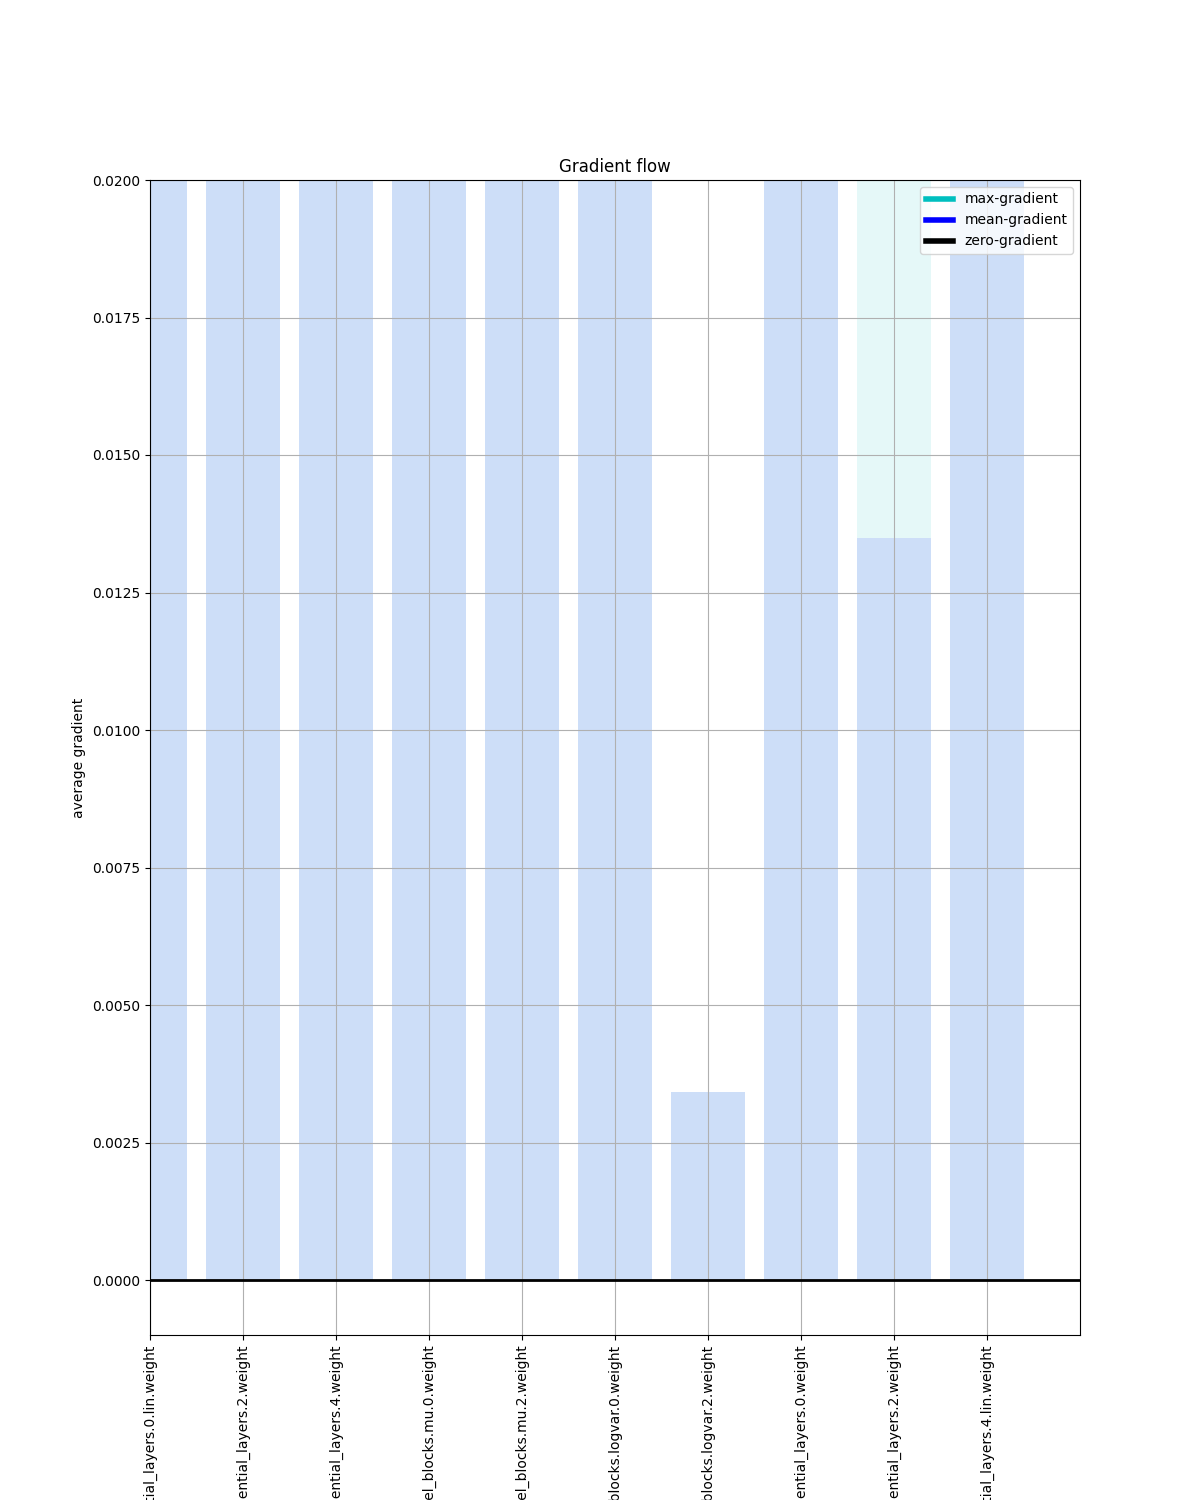 Gradient flow
max-gradient
mean-gradient
zero-gradient
0.0200
0.0175
0.0150
0.0125
0.0100
0.0075
0.0050
0.0025
0.0000
average gradient
tial_layers.0.lin.weight
ential_layers.2.weight
ential_layers.4.weight
el_blocks.mu.0.weight
el_blocks.mu.2.weight
blocks.logvar.0.weight
blocks.logvar.2.weight
ential_layers.0.weight
ential_layers.2.weight
tial_layers.4.lin.weight